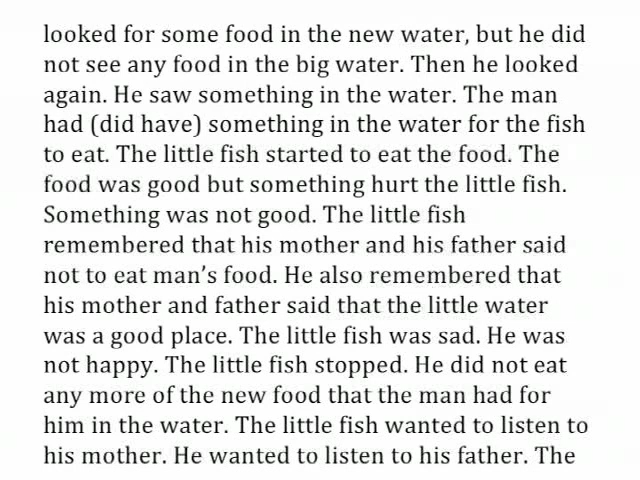 looked for some food in the new water, but he did
not see any food in the big water. Then he looked
again. He saw something in the water. The man
had (did have) something in the water for the fish
to eat. The little fish started to eat the food. The
food was good but something hurt the little fish.
Something was not good. The little fish
remembered that his mother and his father said
not to eat man’s food. He also remembered that
his mother and father said that the little water
was a good place. The little fish was sad. He was
not happy. The little fish stopped. He did not eat
any more of the new food that the man had for
him in the water. The little fish wanted to listen to
his mother. He wanted to listen to his father. The